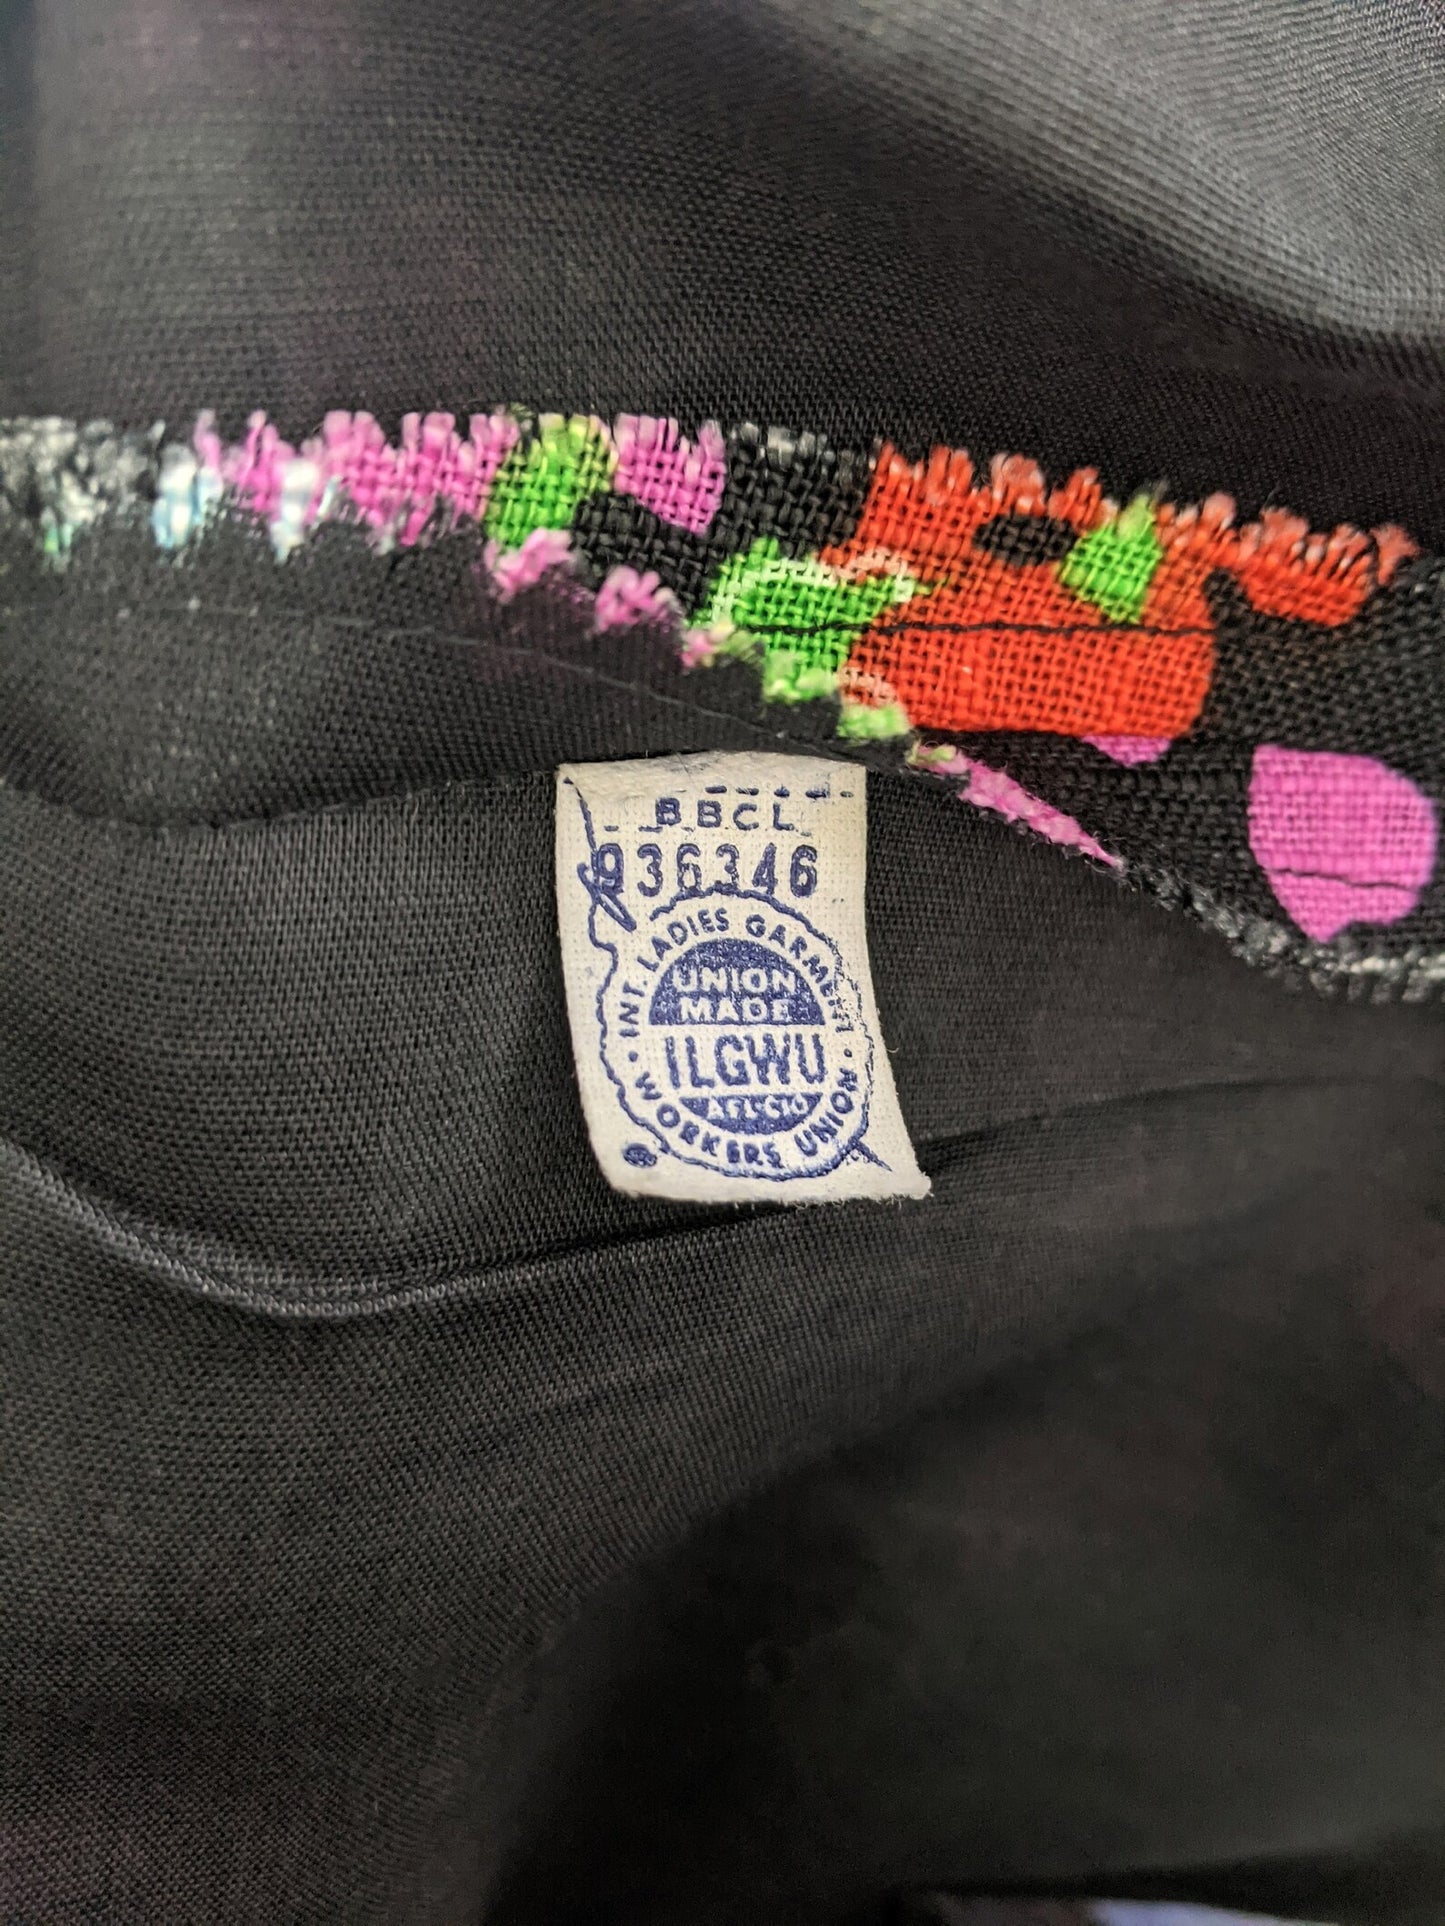 BBCL
936346
INT. LADIES GARMENT
UNION
MADE
ILGWU
AFL-CIO
WORKERS UNION
®